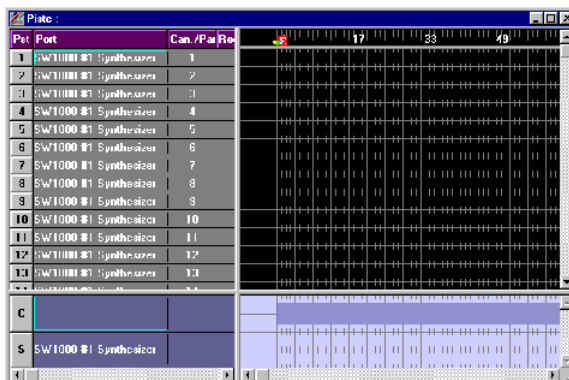 Piste :
Pst Port Can./Par 17 33 49
1 SW1000 #1 Synthesizer 1
2 SW1000 #1 Synthesizer 2
3 SW1000 #1 Synthesizer 3
4 SW1000 #1 Synthesizer 4
5 SW1000 #1 Synthesizer 5
6 SW1000 #1 Synthesizer 6
7 SW1000 #1 Synthesizer 7
8 SW1000 #1 Synthesizer 8
9 SW1000 #1 Synthesizer 9
10 SW1000 #1 Synthesizer 10
11 SW1000 #1 Synthesizer 11
12 SW1000 #1 Synthesizer 12
13 SW1000 #1 Synthesizer 13
C
S SW1000 #1 Synthesizer